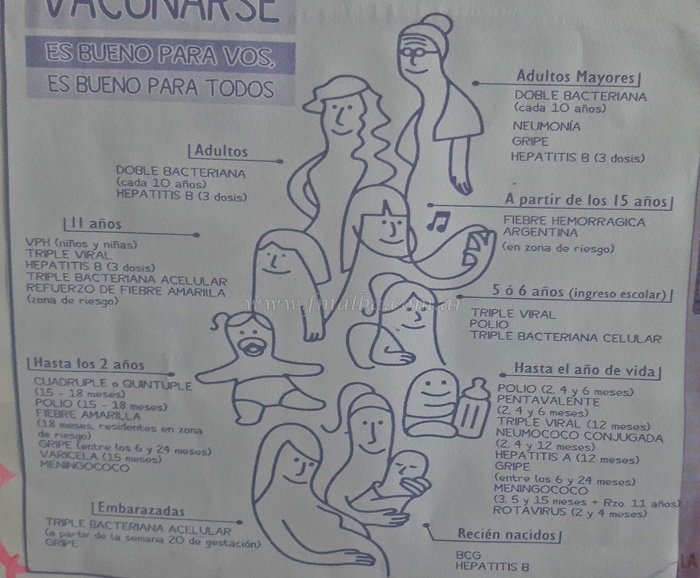 VACUNARSE
ES BUENO PARA VOS,
ES BUENO PARA TODOS
Adultos Mayores
DOBLE BACTERIANA
(cada 10 años)
NEUMONÍA
GRIPE
HEPATITIS B (3 dosis)
Adultos
DOBLE BACTERIANA
(cada 10 años)
HEPATITIS B (3 dosis)
A partir de los 15 años
FIEBRE HEMORRAGICA
ARGENTINA
(en zona de riesgo)
11 años
VPH (niños y niñas)
TRIPLE VIRAL
HEPATITIS B (3 dosis)
TRIPLE BACTERIANA ACELULAR
REFUERZO DE FIEBRE AMARILLA
(zona de riesgo)
www.fmalba.com.ar
5 ó 6 años (ingreso escolar)
TRIPLE VIRAL
POLIO
TRIPLE BACTERIANA CELULAR
Hasta los 2 años
CUADRUPLE o QUINTUPLE
(15 - 18 meses)
POLIO (15 - 18 meses)
FIEBRE AMARILLA
(18 meses, residentes en zona
de riesgo)
GRIPE (entre los 6 y 24 meses)
VARICELA (15 meses)
MENINGOCOCO
Hasta el año de vida
POLIO (2, 4 y 6 meses)
PENTAVALENTE
(2, 4 y 6 meses)
TRIPLE VIRAL (12 meses)
NEUMOCOCO CONJUGADA
(2, 4 y 12 meses)
HEPATITIS A (12 meses)
GRIPE
(entre los 6 y 24 meses)
MENINGOCOCO
(3, 5 y 15 meses + Rzo. 11 años)
ROTAVIRUS (2 y 4 meses)
Embarazadas
TRIPLE BACTERIANA ACELULAR
(a partir de la semana 20 de gestación)
GRIPE
Recién nacidos
BCG
HEPATITIS B